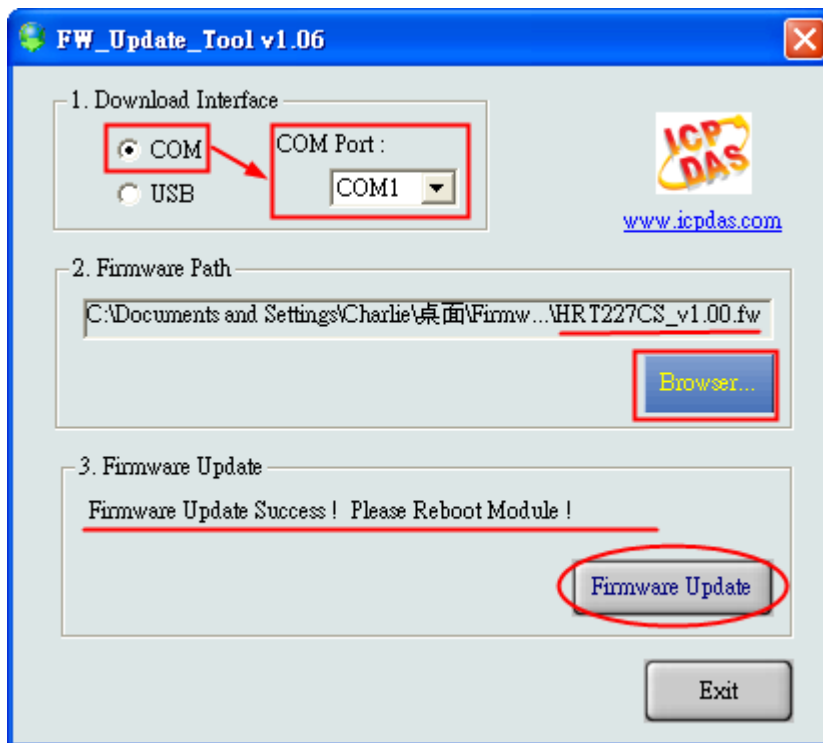 FW_Update_Tool v1.06
1. Download Interface
COM
COM Port :
USB
COM1
ICP
DAS
www.icpdas.com
2. Firmware Path
C:\Documents and Settings\Charlie\桌面\Firmw...\HRT227CS_v1.00.fw
Browser...
3. Firmware Update
Firmware Update Success ! Please Reboot Module !
Firmware Update
Exit